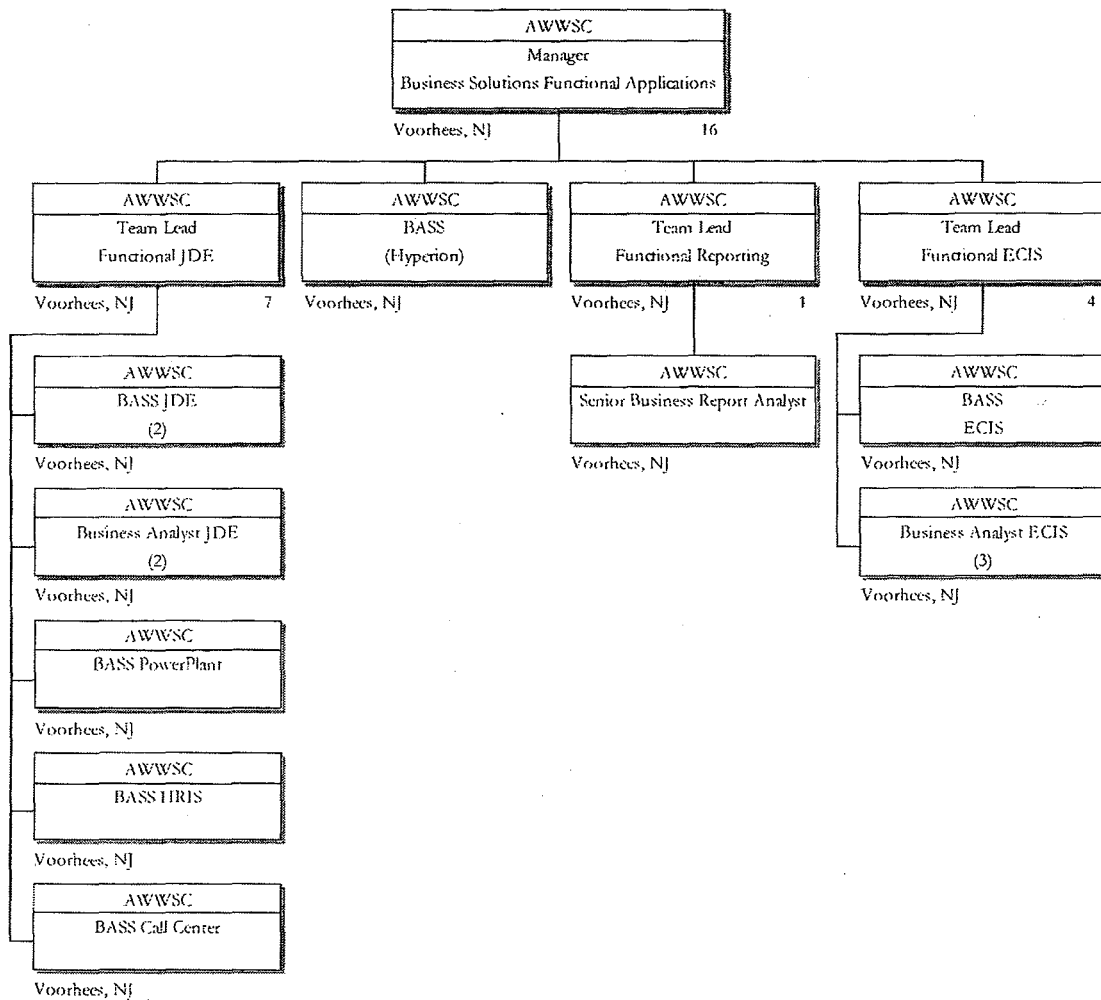 AWWSC
Manager
Business Solutions Functional Applications
Voorhees, NJ 16
AWWSC
Team Lead
Functional JDE
Voorhees, NJ 7
AWWSC
BASS
(Hyperion)
Voorhees, NJ
AWWSC
Team Lead
Functional Reporting
Voorhees, NJ 1
AWWSC
Team Lead
Functional ECIS
Voorhees, NJ 4
AWWSC
BASS JDE
(2)
Voorhees, NJ
AWWSC
Business Analyst JDE
(2)
Voorhees, NJ
AWWSC
BASS PowerPlant
Voorhees, NJ
AWWSC
BASS HRIS
Voorhees, NJ
AWWSC
BASS Call Center
Voorhees, NJ
AWWSC
Senior Business Report Analyst
Voorhees, NJ
AWWSC
BASS
ECIS
Voorhees, NJ
AWWSC
Business Analyst ECIS
(3)
Voorhees, NJ